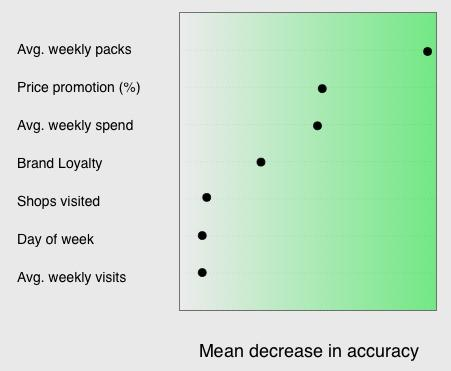 Avg. weekly packs
Price promotion (%)
Avg. weekly spend
Brand Loyalty
Shops visited
Day of week
Avg. weekly visits
Mean decrease in accuracy